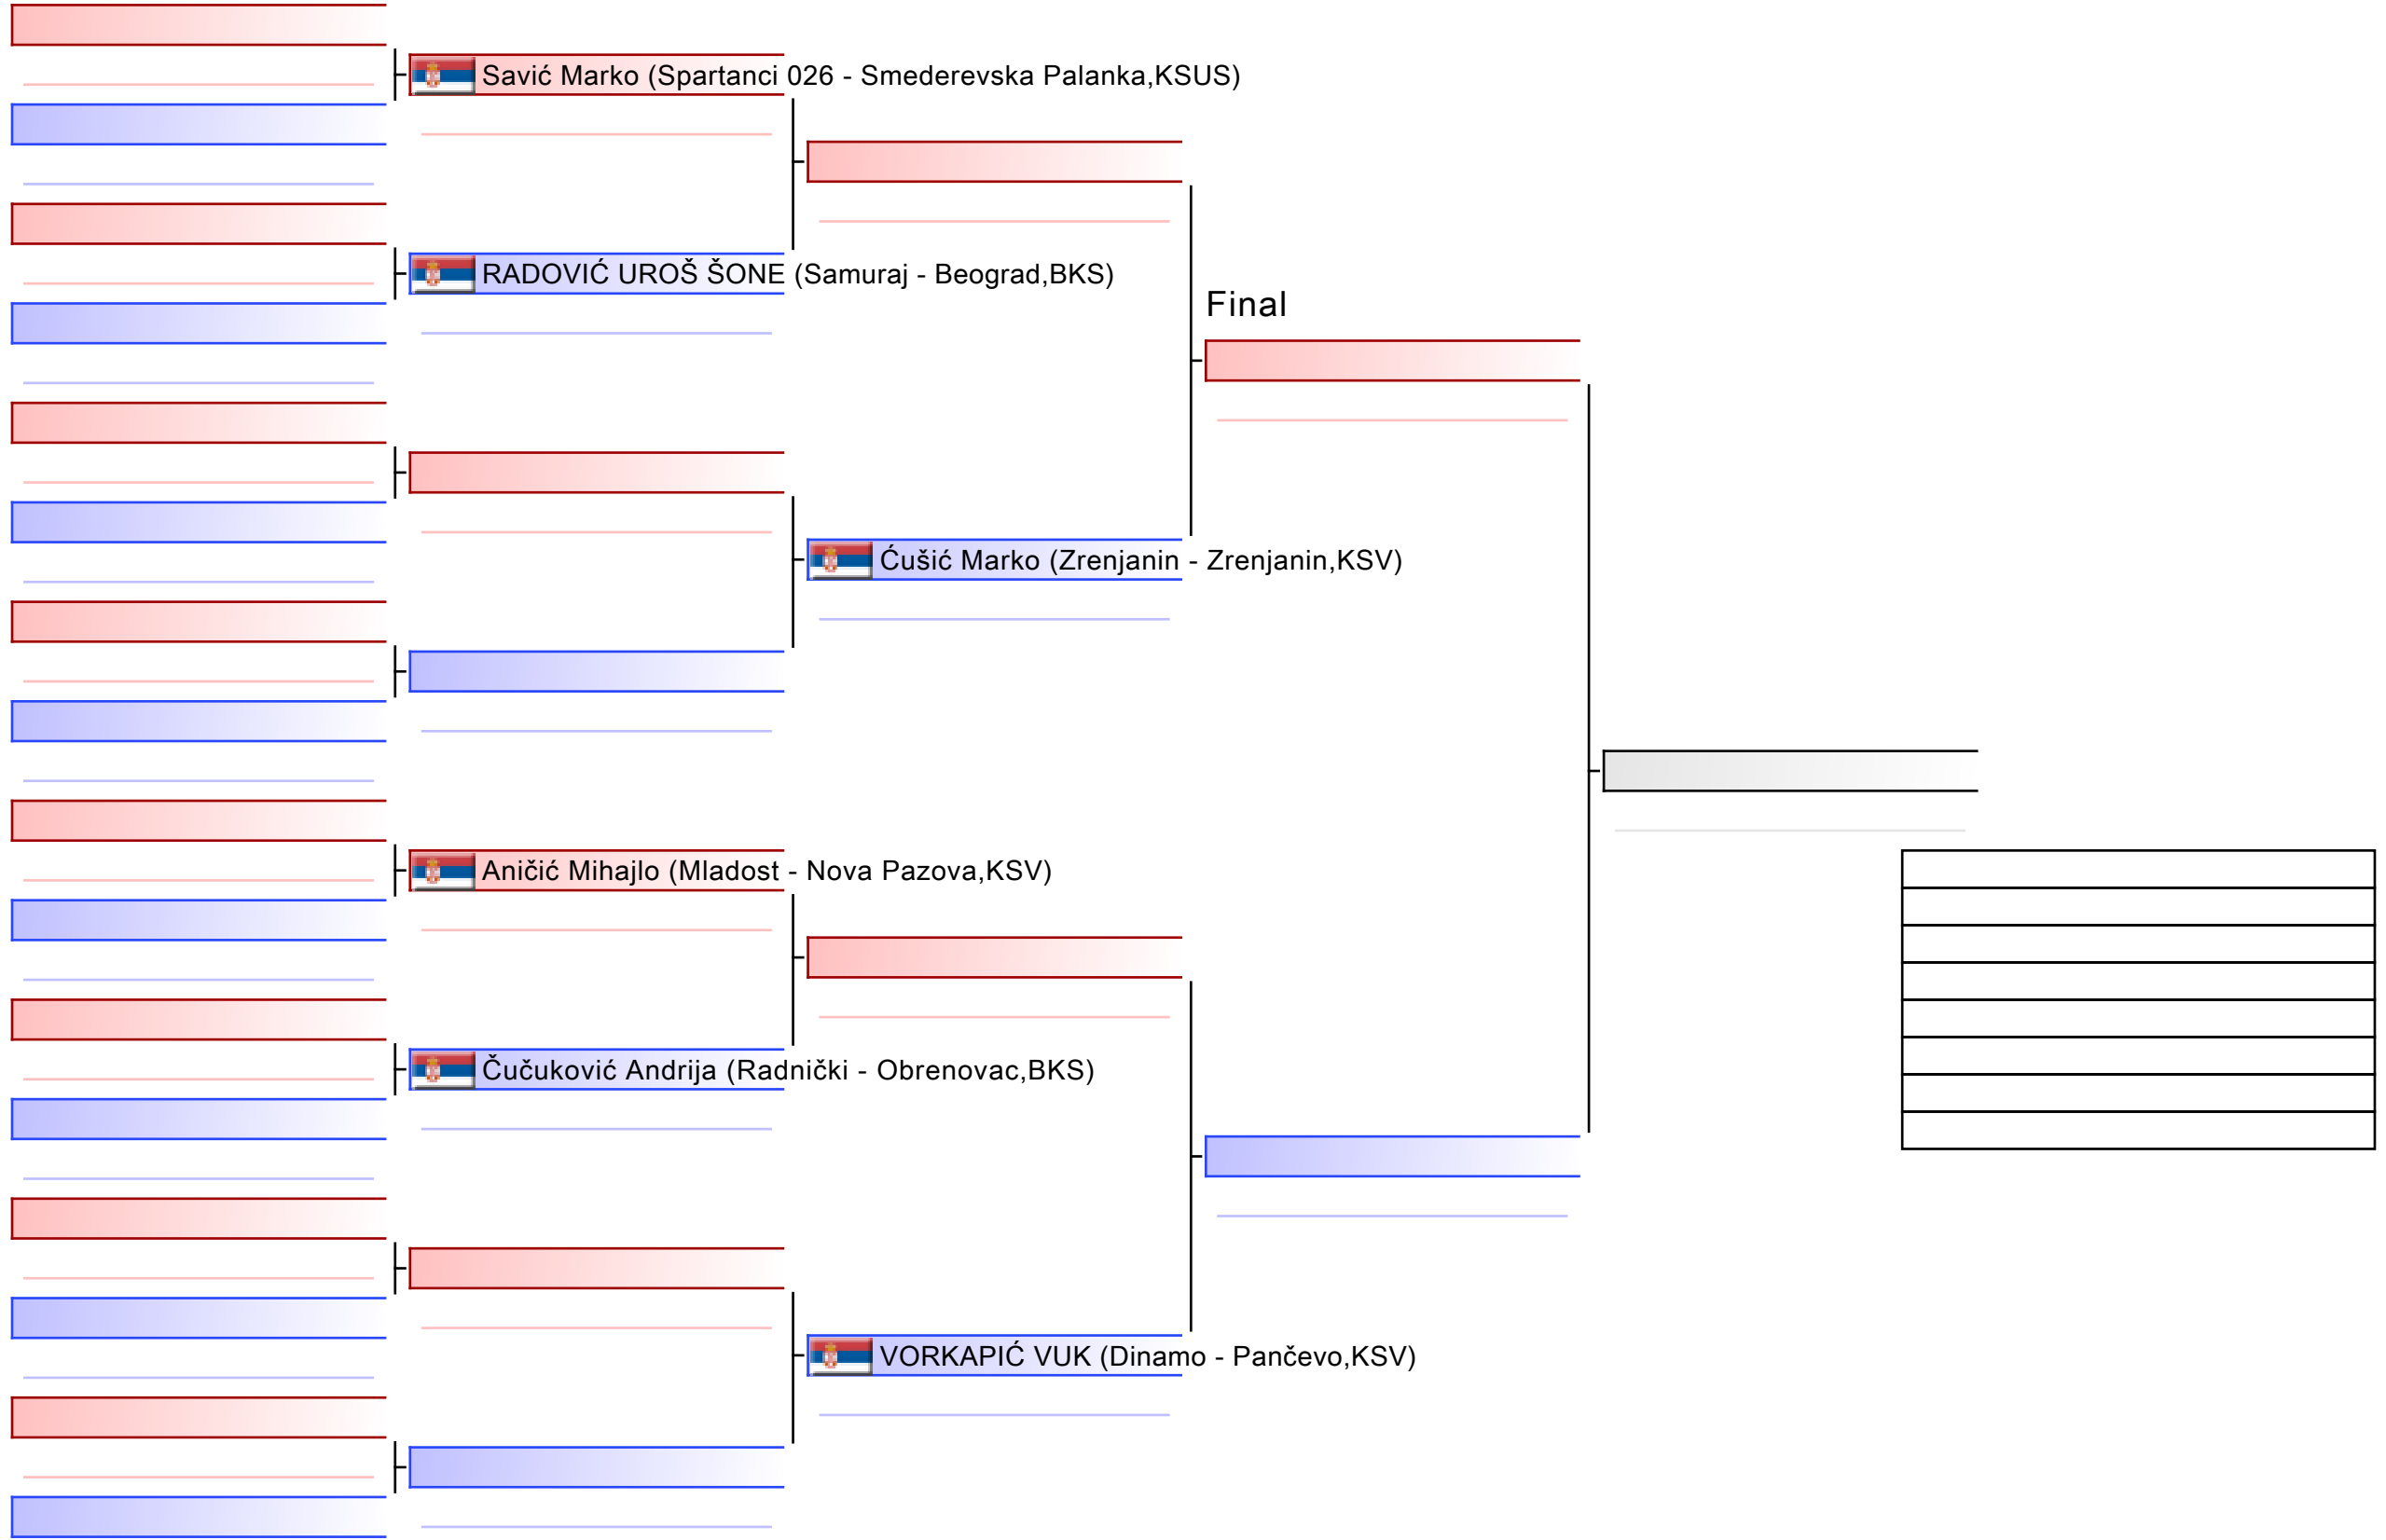 Savić Marko (Spartanci 026 - Smederevska Palanka,KSUS)
RADOVIĆ UROŠ ŠONE (Samuraj - Beograd,BKS)
Final
Ćušić Marko (Zrenjanin - Zrenjanin,KSV)
Aničić Mihajlo (Mladost - Nova Pazova,KSV)
Čučuković Andrija (Radnički - Obrenovac,BKS)
VORKAPIĆ VUK (Dinamo - Pančevo,KSV)